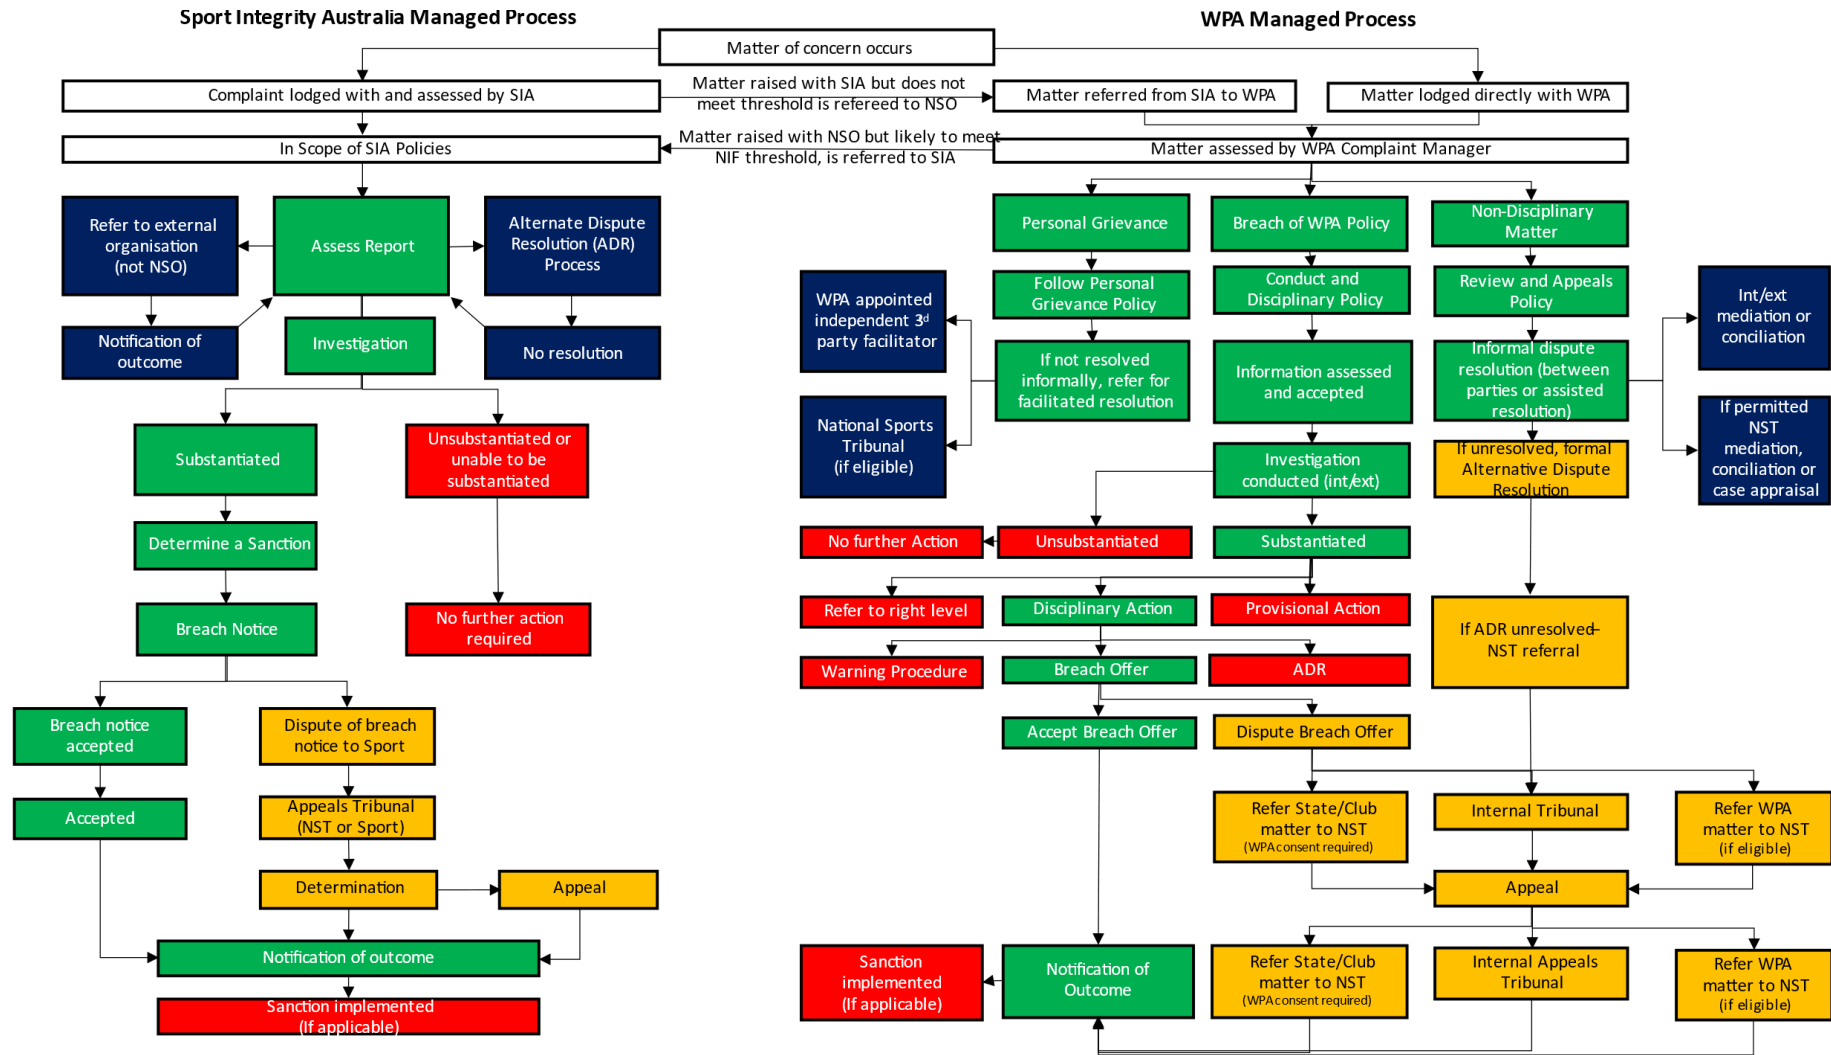 Sport Integrity Australia Managed Process
WPA Managed Process
Matter of concern occurs
Complaint lodged with and assessed by SIA
Matter raised with SIA but does not
meet threshold is refereed to NSO
Matter referred from SIA to WPA
Matter lodged directly with WPA
In Scope of SIA Policies
Matter raised with NSO but likely to meet
NIF threshold, is referred to SIA
Matter assessed by WPA Complaint Manager
Refer to external
organisation
(not NSO)
Assess Report
Alternate Dispute
Resolution (ADR)
Process
Notification of
outcome
Investigation
No resolution
Substantiated
Unsubstantiated or
unable to be
substantiated
Determine a Sanction
Breach Notice
No further action
required
Breach notice
accepted
Dispute of breach
notice to Sport
Accepted
Appeals Tribunal
(NST or Sport)
Determination
Appeal
Notification of outcome
Sanction implemented
(If applicable)
Personal Grievance
Breach of WPA Policy
Non-Disciplinary
Matter
WPA appointed
independent 3d
party facilitator
Follow Personal
Grievance Policy
Conduct and
Disciplinary Policy
Review and Appeals
Policy
Int/ext
mediation or
conciliation
If not resolved
informally, refer for
facilitated resolution
Information assessed
and accepted
Informal dispute
resolution (between
parties or assisted
resolution)
National Sports
Tribunal
(if eligible)
Investigation
conducted (int/ext)
If unresolved, formal
Alternative Dispute
Resolution
If permitted
NST
mediation,
conciliation or
case appraisal
No further Action
Unsubstantiated
Substantiated
Refer to right level
Disciplinary Action
Provisional Action
If ADR unresolved–
NST referral
Warning Procedure
Breach Offer
ADR
Accept Breach Offer
Dispute Breach Offer
Refer State/Club
matter to NST
(WPA consent required)
Internal Tribunal
Refer WPA
matter to NST
(if eligible)
Appeal
Sanction
implemented
(If applicable)
Notification of
Outcome
Refer State/Club
matter to NST
(WPA consent required)
Internal Appeals
Tribunal
Refer WPA
matter to NST
(if eligible)